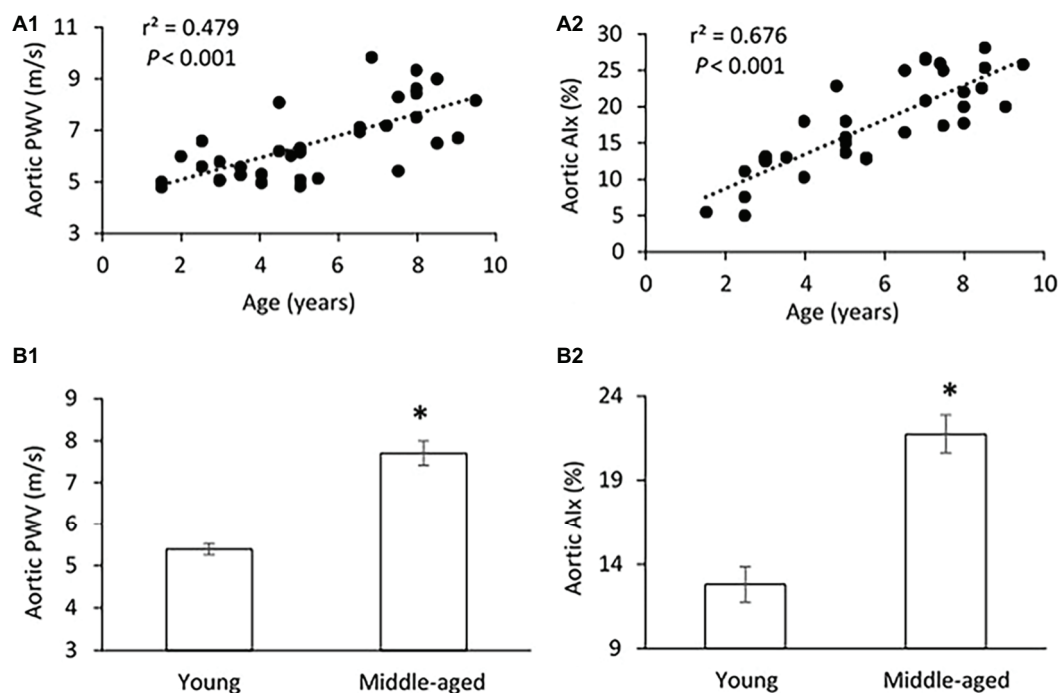 A1
r² = 0.479
P < 0.001
Aortic PWV (m/s)
11
9
7
5
3
0 2 4 6 8 10
Age (years)
A2
r² = 0.676
P < 0.001
Aortic AIx (%)
30
25
20
15
10
5
0
0 2 4 6 8 10
Age (years)
B1
Aortic PWV (m/s)
9
8
7
6
5
4
3
*
Young Middle-aged
B2
Aortic AIx (%)
24
19
14
9
*
Young Middle-aged